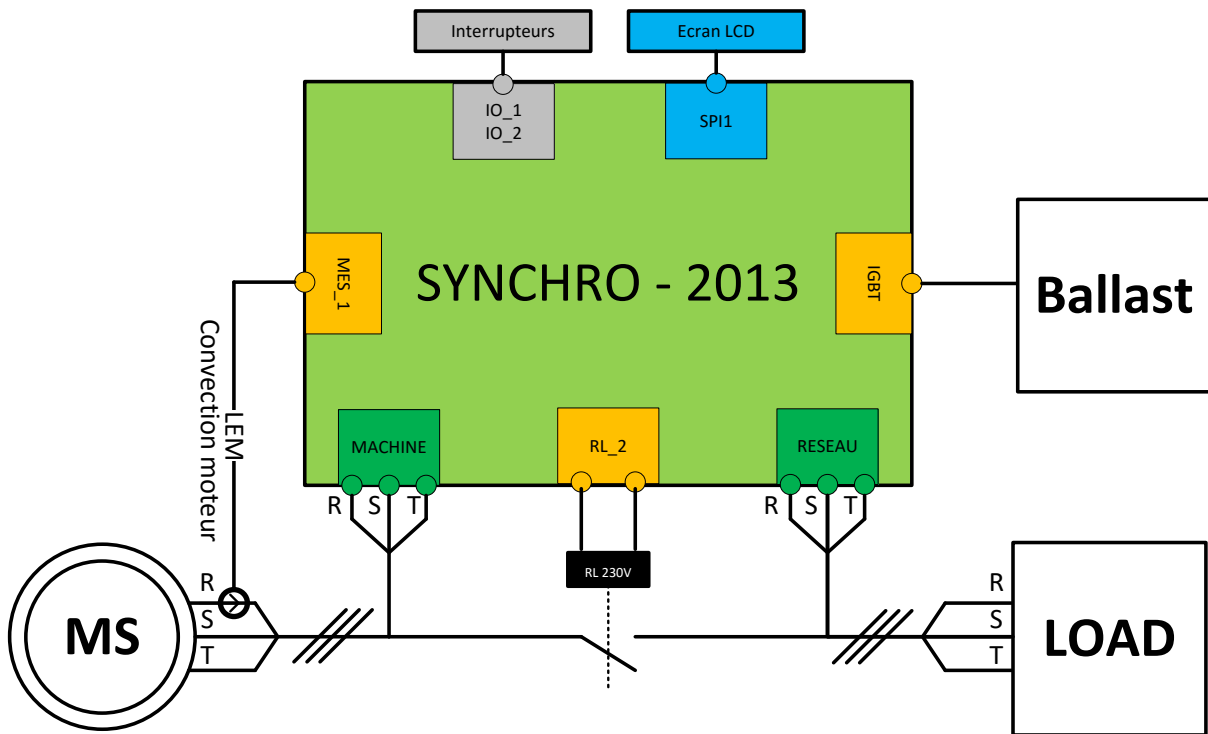 Interrupteurs
Ecran LCD
IO_1
IO_2
SPI1
MES_1
SYNCHRO - 2013
IGBT
Ballast
LEM
Convection moteur
MACHINE
RL_2
RESEAU
R S T
R S T
RL 230V
MS
R
S
T
R
S
T
LOAD